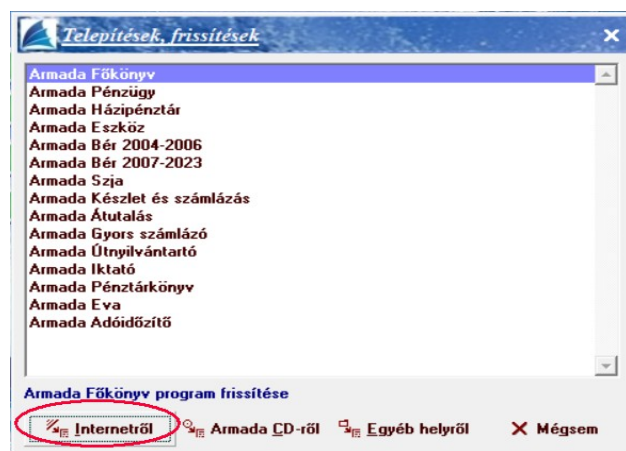 Telepítések, frissítések
Armada Főkönyv
Armada Pénzügy
Armada Házipénztár
Armada Eszköz
Armada Bér 2004-2006
Armada Bér 2007-2023
Armada Szja
Armada Készlet és számlázás
Armada Átutalás
Armada Gyors számlázó
Armada Útnyilvántartó
Armada Iktató
Armada Pénztárkönyv
Armada Eva
Armada Adóidőzítő
Armada Főkönyv program frissítése
Internetről Armada CD-ről Egyéb helyről Mégsem